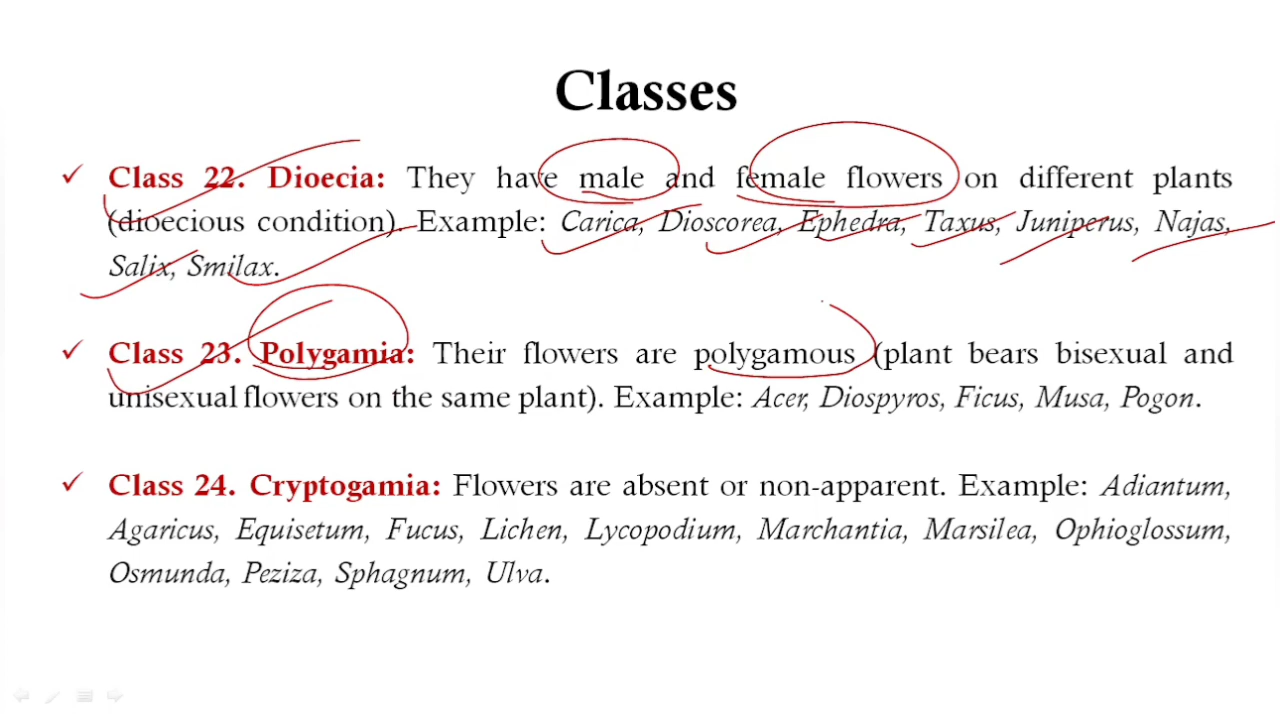 Classes
✓ Class 22. Dioecia: They have male and female flowers on different plants
(dioecious condition). Example: Carica, Dioscorea, Ephedra, Taxus, Juniperus, Najas,
Salix, Smilax.
✓ Class 23. Polygamia: Their flowers are polygamous (plant bears bisexual and
unisexual flowers on the same plant). Example: Acer, Diospyros, Ficus, Musa, Pogon.
✓ Class 24. Cryptogamia: Flowers are absent or non-apparent. Example: Adiantum,
Agaricus, Equisetum, Fucus, Lichen, Lycopodium, Marchantia, Marsilea, Ophioglossum,
Osmunda, Peziza, Sphagnum, Ulva.